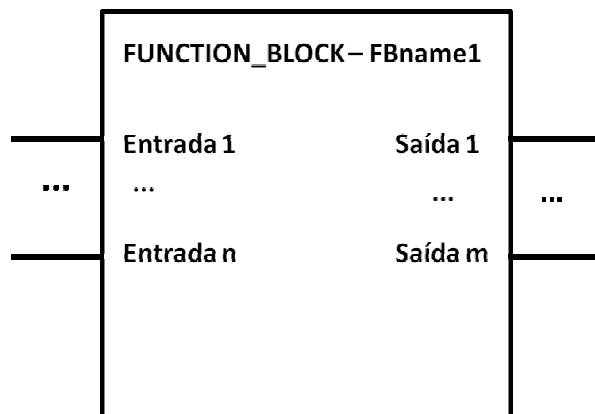 FUNCTION_BLOCK – FBname1
Entrada 1 Saída 1
... ... ... ...
Entrada n Saída m